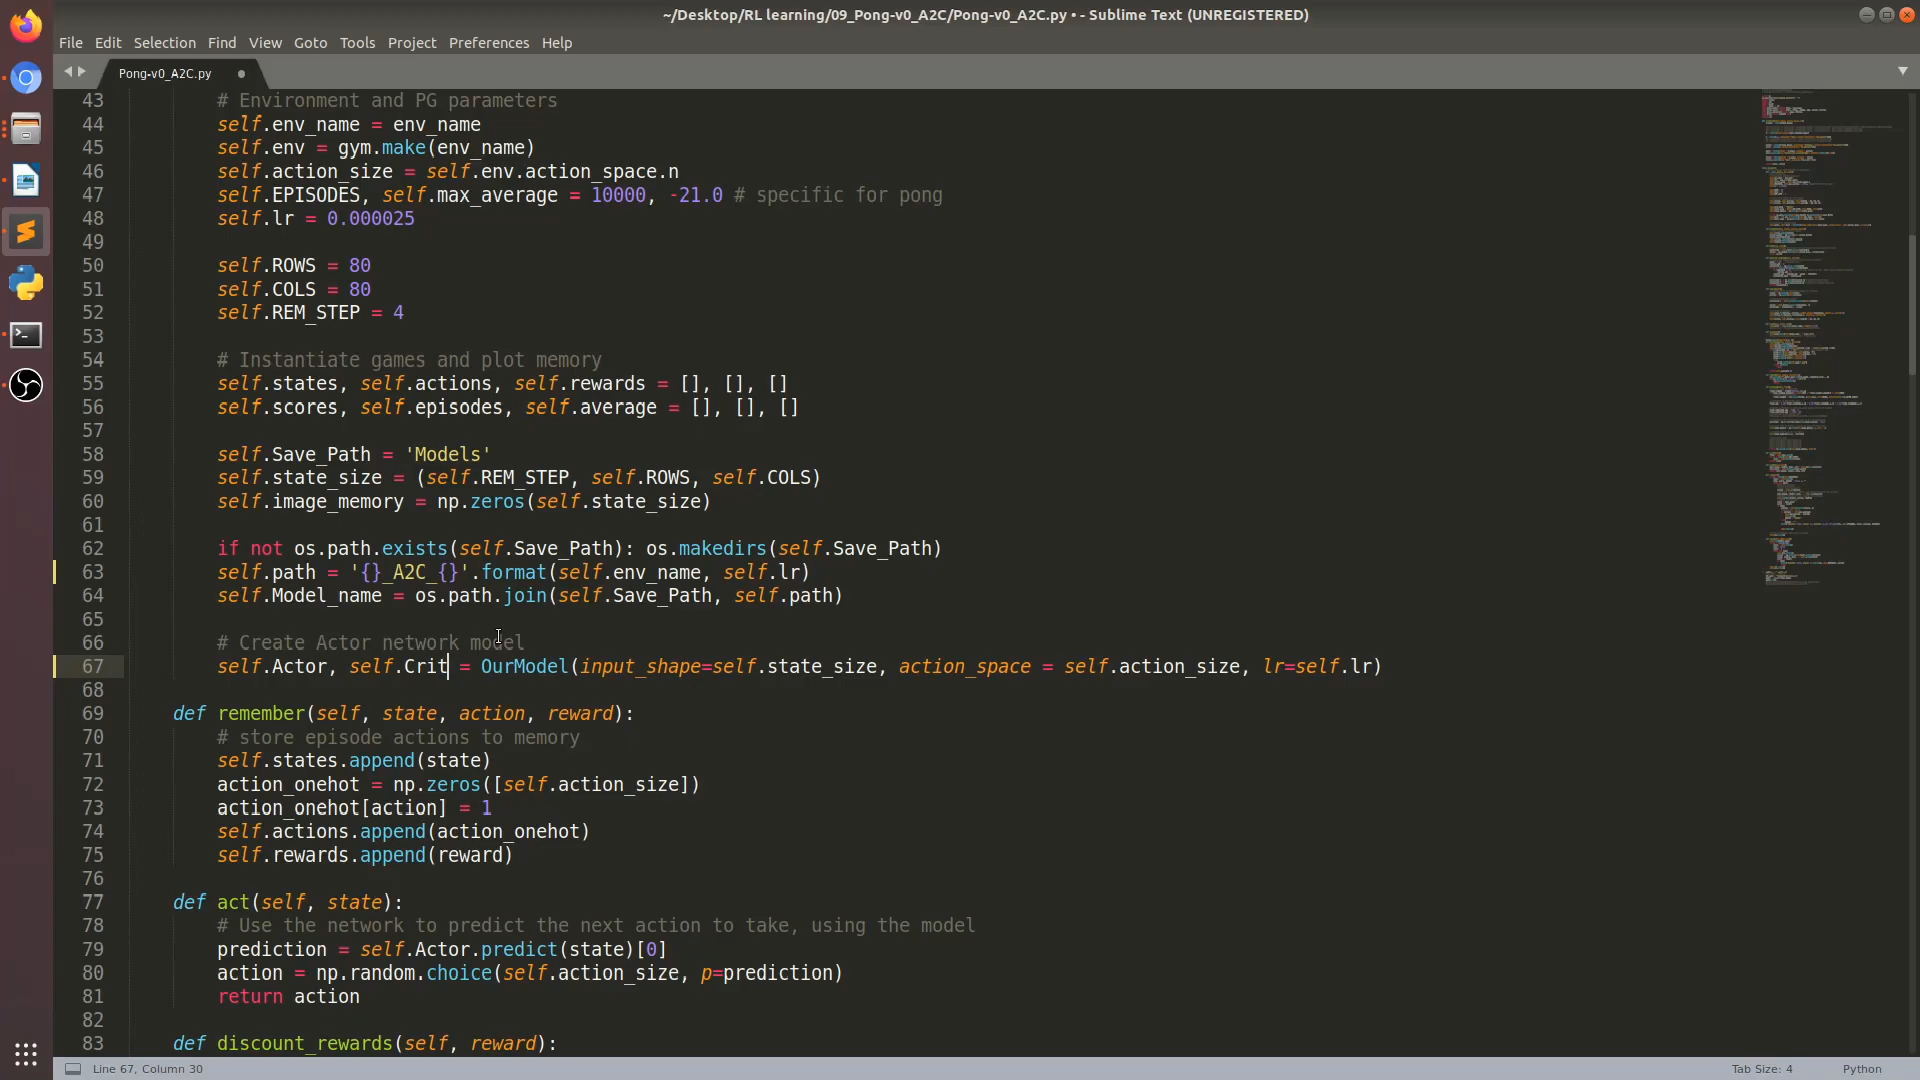 ~/Desktop/RL learning/09_Pong-v0_A2C/Pong-v0_A2C.py • - Sublime Text (UNREGISTERED)
File Edit Selection Find View Goto Tools Project Preferences Help
Pong-v0_A2C.py
43 # Environment and PG parameters
44 self.env_name = env_name
45 self.env = gym.make(env_name)
46 self.action_size = self.env.action_space.n
47 self.EPISODES, self.max_average = 10000, -21.0 # specific for pong
48 self.lr = 0.000025
49
50 self.ROWS = 80
51 self.COLS = 80
52 self.REM_STEP = 4
53
54 # Instantiate games and plot memory
55 self.states, self.actions, self.rewards = [], [], []
56 self.scores, self.episodes, self.average = [], [], []
57
58 self.Save_Path = 'Models'
59 self.state_size = (self.REM_STEP, self.ROWS, self.COLS)
60 self.image_memory = np.zeros(self.state_size)
61
62 if not os.path.exists(self.Save_Path): os.makedirs(self.Save_Path)
63 self.path = '{}_A2C_{}'.format(self.env_name, self.lr)
64 self.Model_name = os.path.join(self.Save_Path, self.path)
65
66 # Create Actor network model
67 self.Actor, self.Crit = OurModel(input_shape=self.state_size, action_space = self.action_size, lr=self.lr)
68
69 def remember(self, state, action, reward):
70 # store episode actions to memory
71 self.states.append(state)
72 action_onehot = np.zeros([self.action_size])
73 action_onehot[action] = 1
74 self.actions.append(action_onehot)
75 self.rewards.append(reward)
76
77 def act(self, state):
78 # Use the network to predict the next action to take, using the model
79 prediction = self.Actor.predict(state)[0]
80 action = np.random.choice(self.action_size, p=prediction)
81 return action
82
83 def discount_rewards(self, reward):
Line 67, Column 30
Tab Size: 4 Python